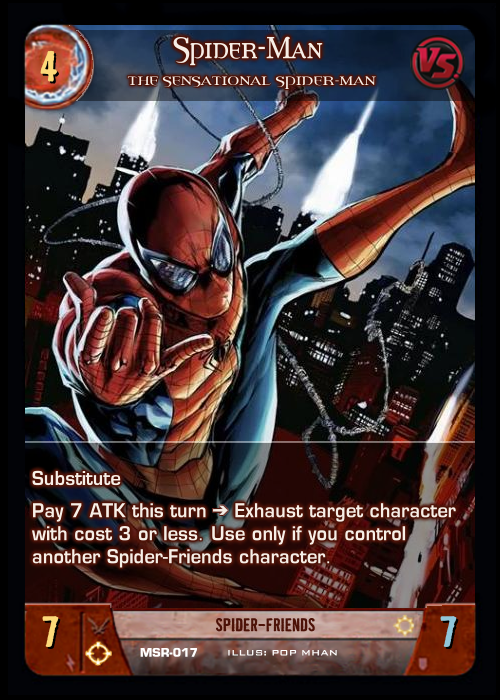 4
SPIDER-MAN
THE SENSATIONAL SPIDER-MAN
VS
Substitute
Pay 7 ATK this turn ➔ Exhaust target character
with cost 3 or less. Use only if you control
another Spider-Friends character.
7
SPIDER-FRIENDS
7
MSR-017 ILLUS: POP MHAN